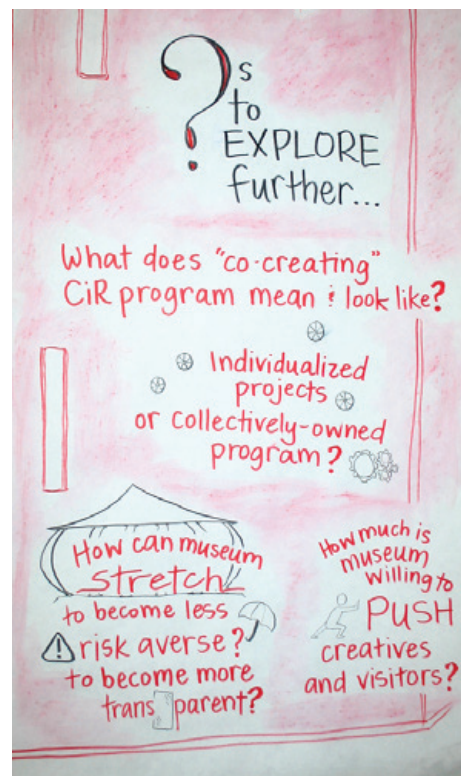 ?s
to
EXPLORE
further...
What does "co-creating"
CiR program mean & look like?
Individualized
projects
or collectively-owned
program?
How can museum
stretch
to become less
risk averse?
to become more
transparent?
How much is
museum
willing to
PUSH
creatives
and visitors?